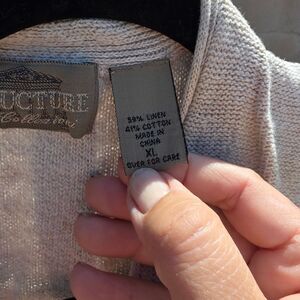 UCTURE
Collection
59% LINEN
41% COTTON
MADE IN
CHINA
XL
OVER FOR CARE